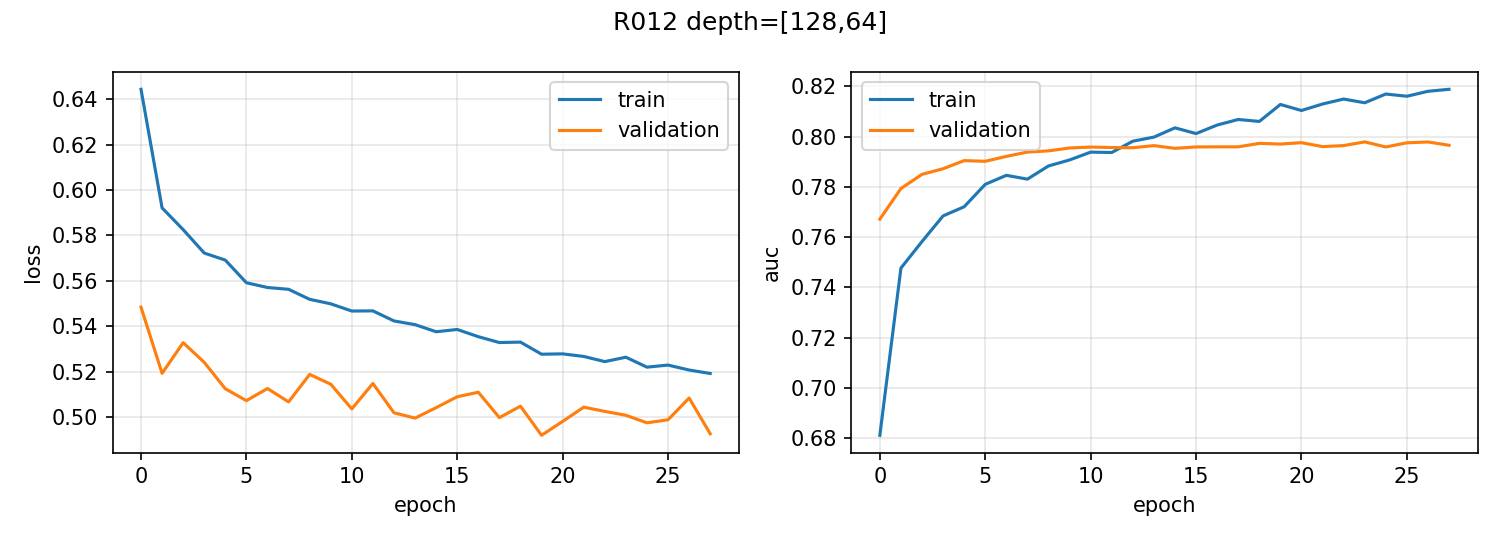 R012 depth=[128,64]
loss
0.64
0.62
0.60
0.58
0.56
0.54
0.52
0.50
train
validation
0 5 10 15 20 25
epoch
auc
0.82
0.80
0.78
0.76
0.74
0.72
0.70
0.68
train
validation
0 5 10 15 20 25
epoch